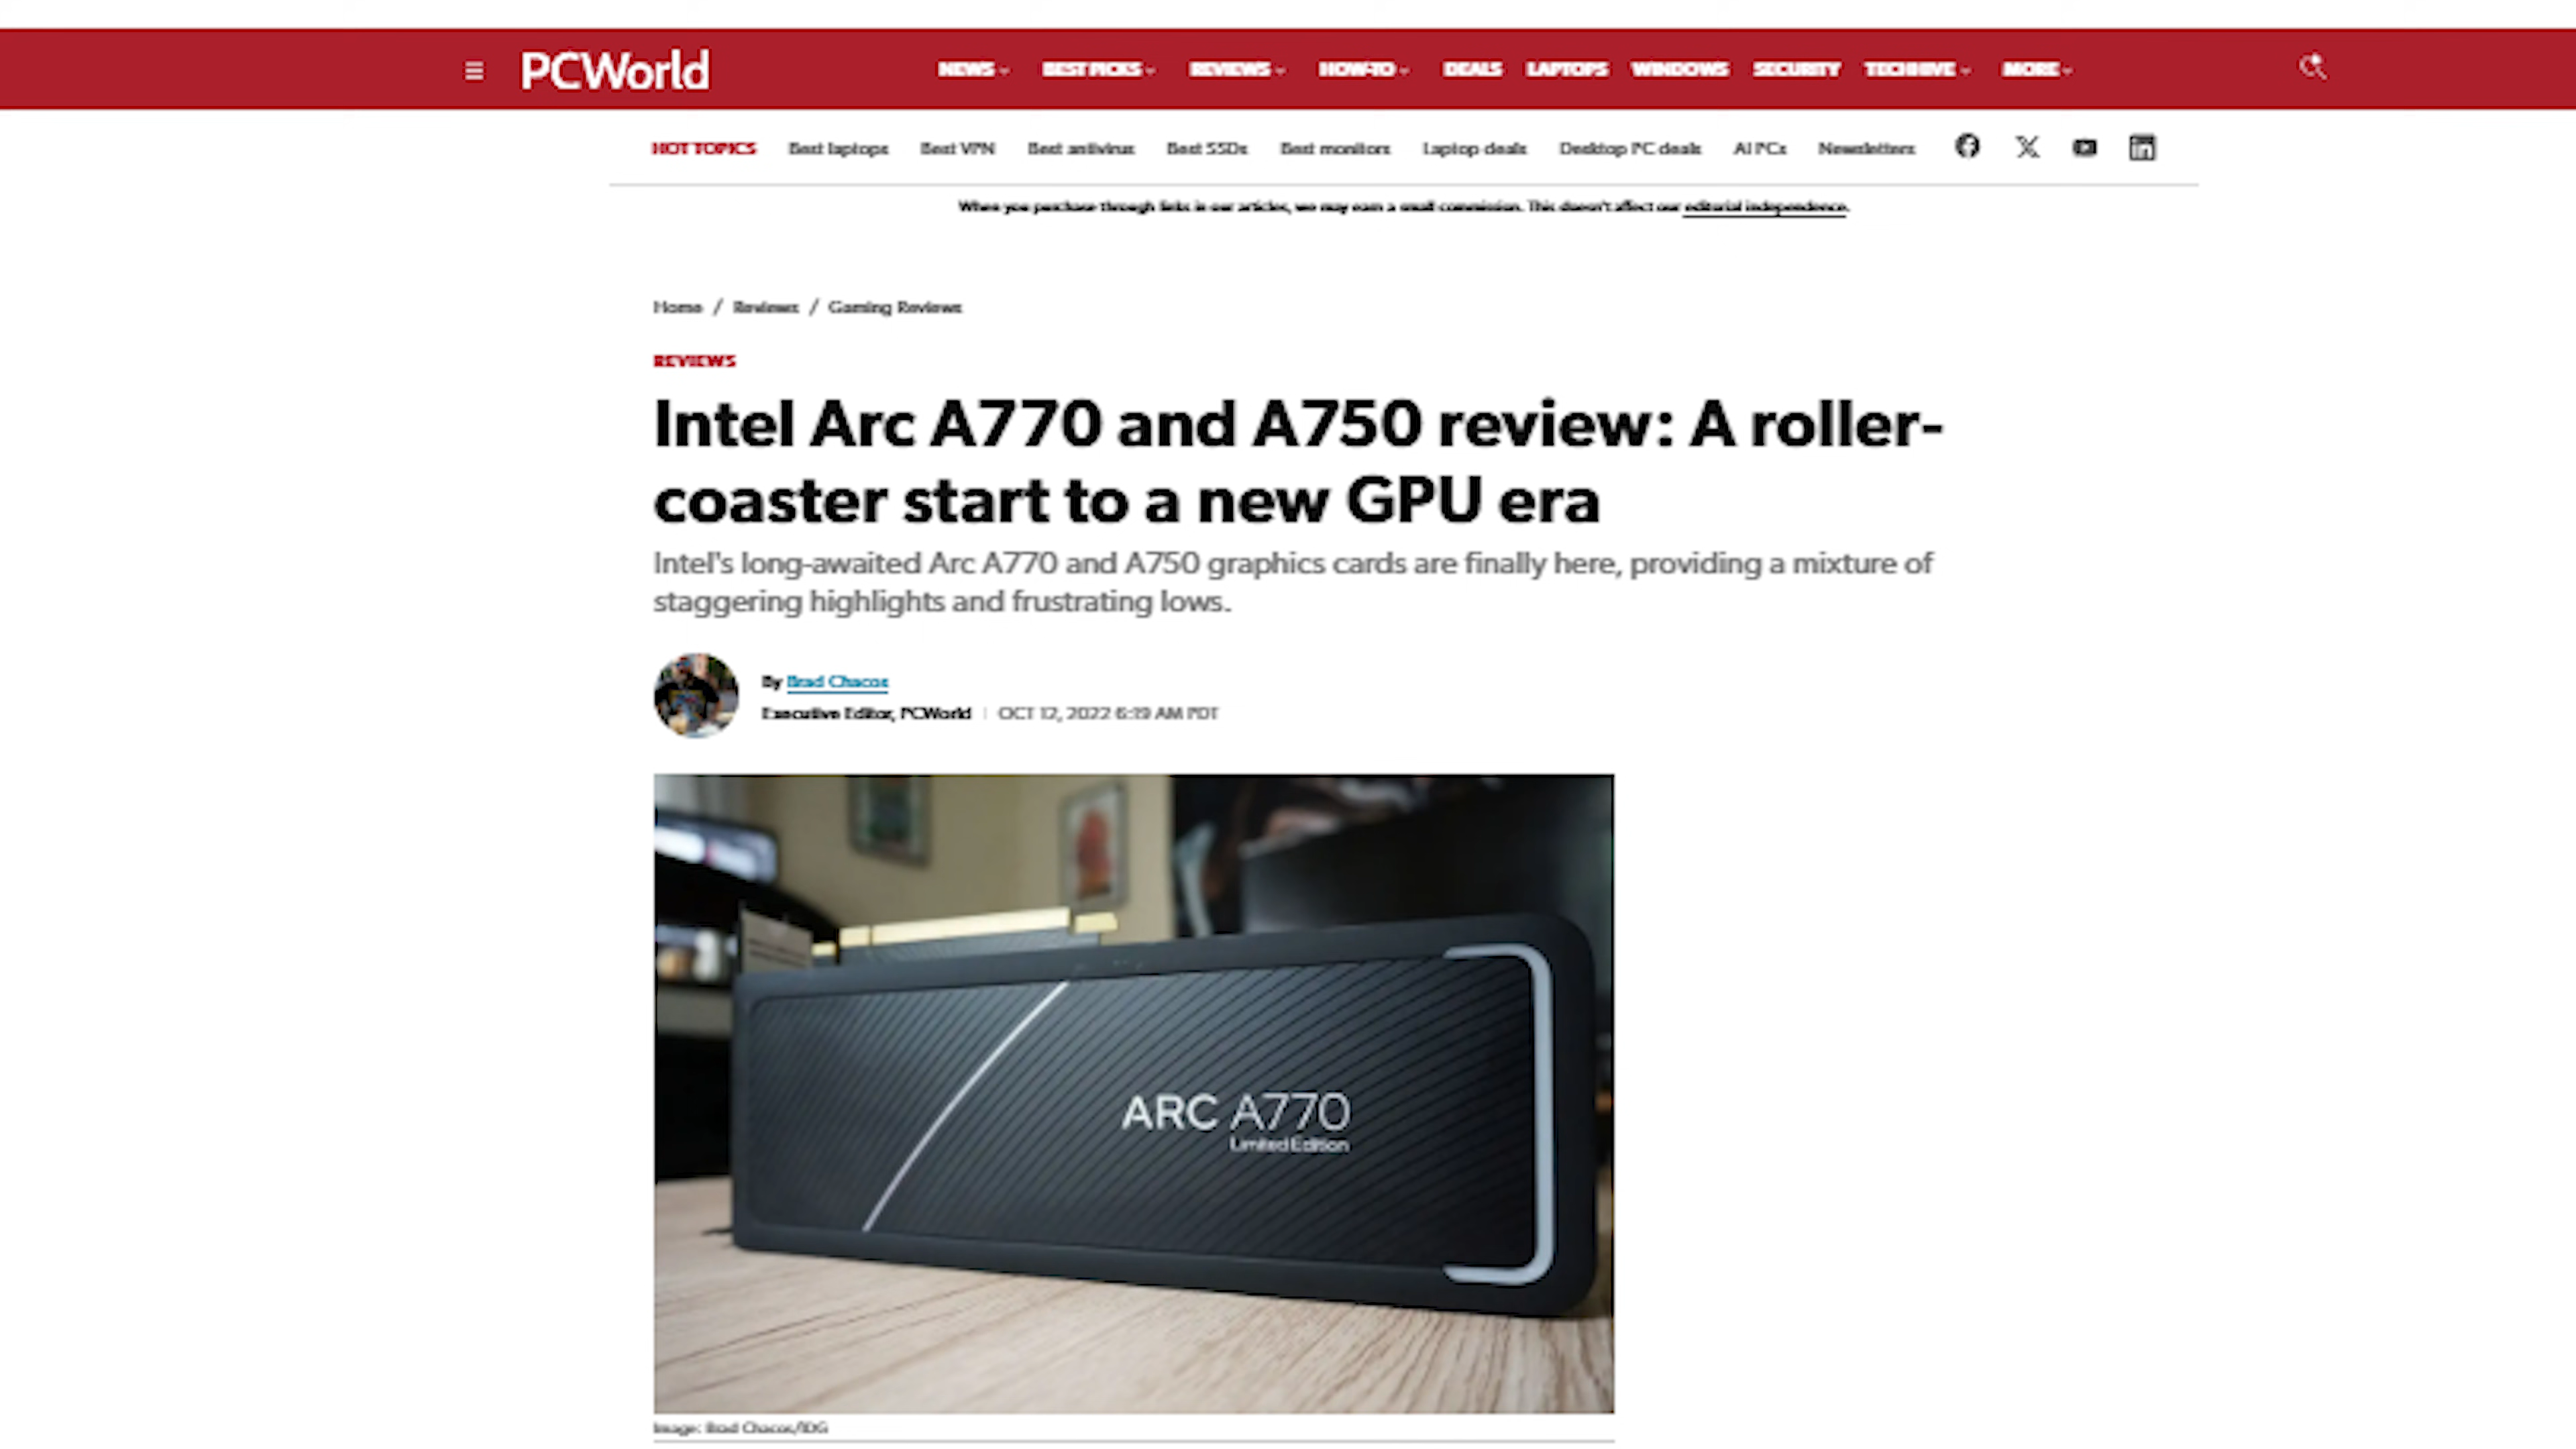 PCWorld
NEWS BEST PICKS REVIEWS HOW-TO DEALS LAPTOPS WINDOWS SECURITY TECHHIVE MORE
HOT TOPICS Best laptops Best VPN Best antivirus Best SSDs Best monitors Laptop deals Desktop PC deals AI PCs Newsletters
When you purchase through links in our articles, we may earn a small commission. This doesn't affect our editorial independence.
Home / Reviews / Gaming Reviews
REVIEWS
Intel Arc A770 and A750 review: A roller-
coaster start to a new GPU era
Intel's long-awaited Arc A770 and A750 graphics cards are finally here, providing a mixture of
staggering highlights and frustrating lows.
By Brad Chacos
Executive Editor, PCWorld | OCT 12, 2022 6:19 AM PDT
ARC A770
Limited Edition
Image: Brad Chacos/IDG